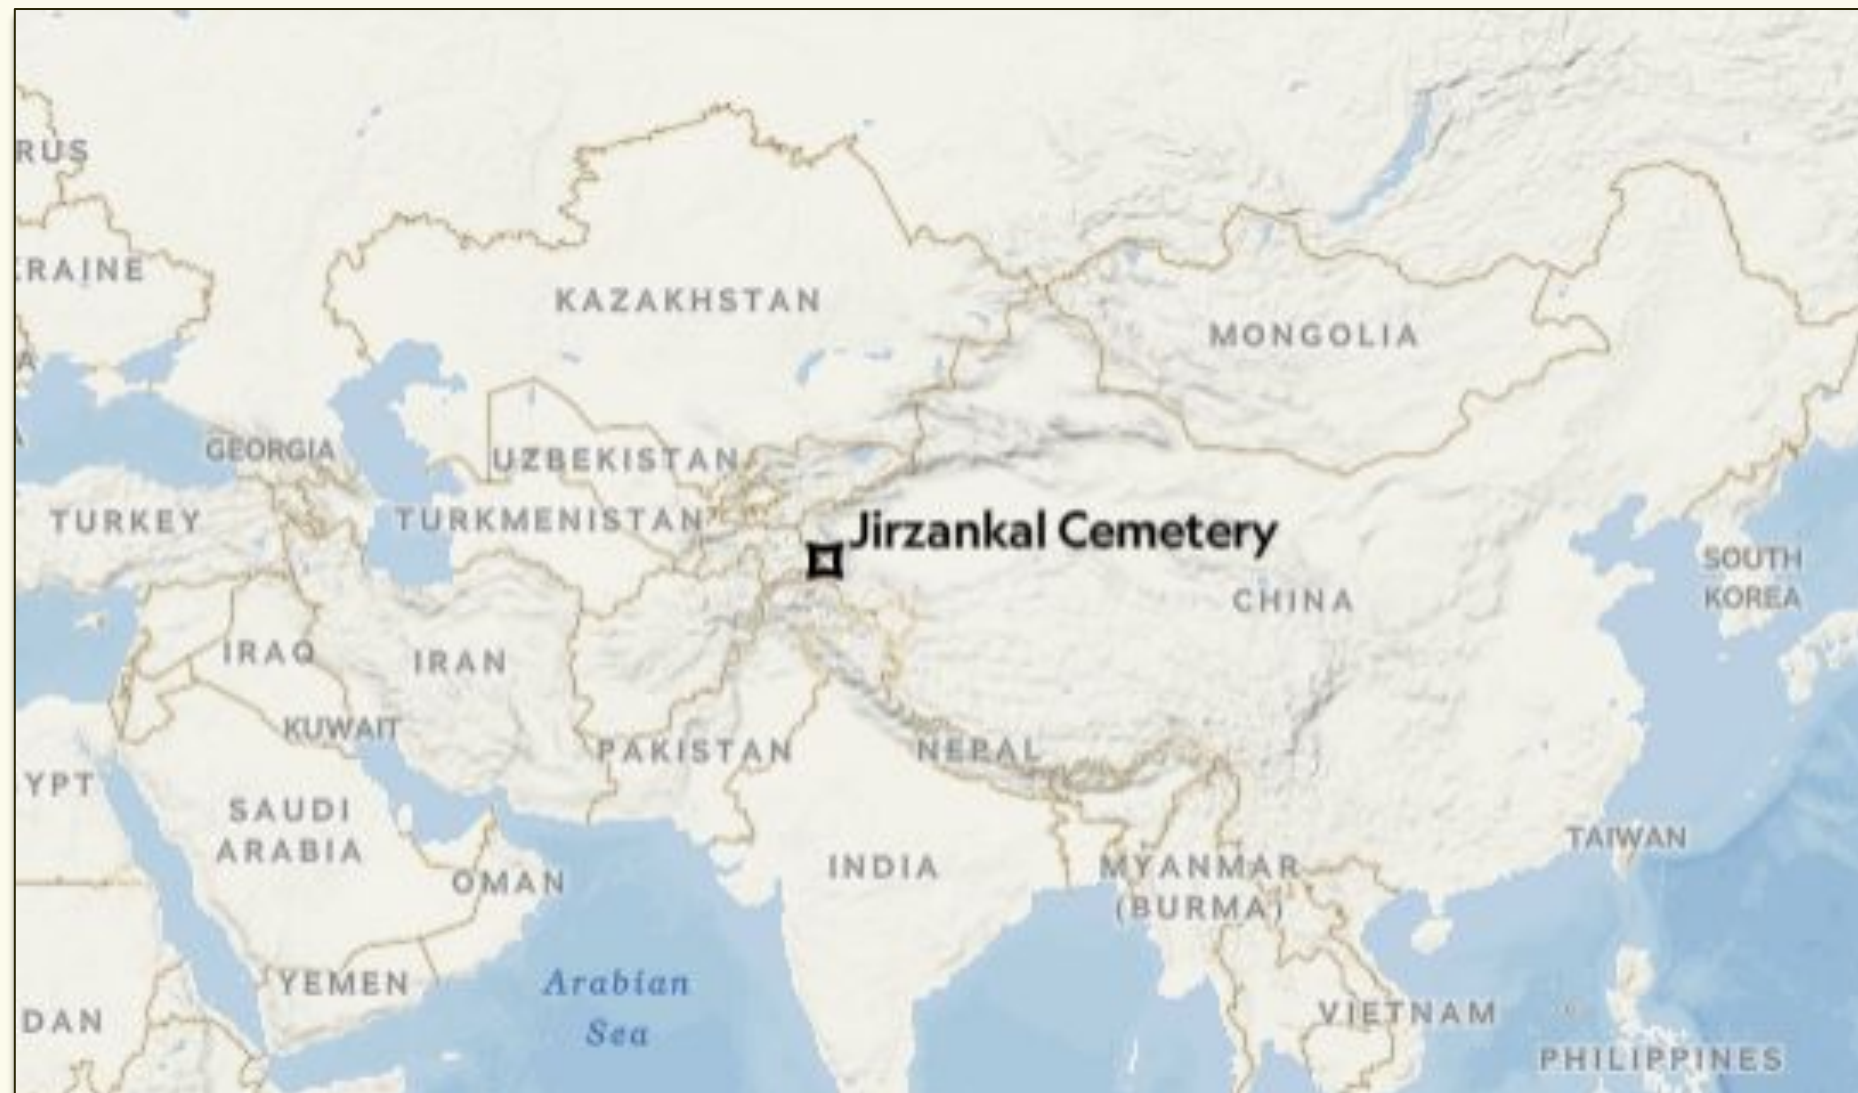 RUS
RAINE
KAZAKHSTAN
MONGOLIA
A
GEORGIA
UZBEKISTAN
TURKEY
TURKMENISTAN
Jirzankal Cemetery
SOUTH
KOREA
CHINA
IRAQ
IRAN
KUWAIT
PAKISTAN
NEPAL
YPT
SAUDI
ARABIA
OMAN
INDIA
MYANMAR
(BURMA)
TAIWAN
YEMEN
Arabian
Sea
DAN
VIETNAM
PHILIPPINES